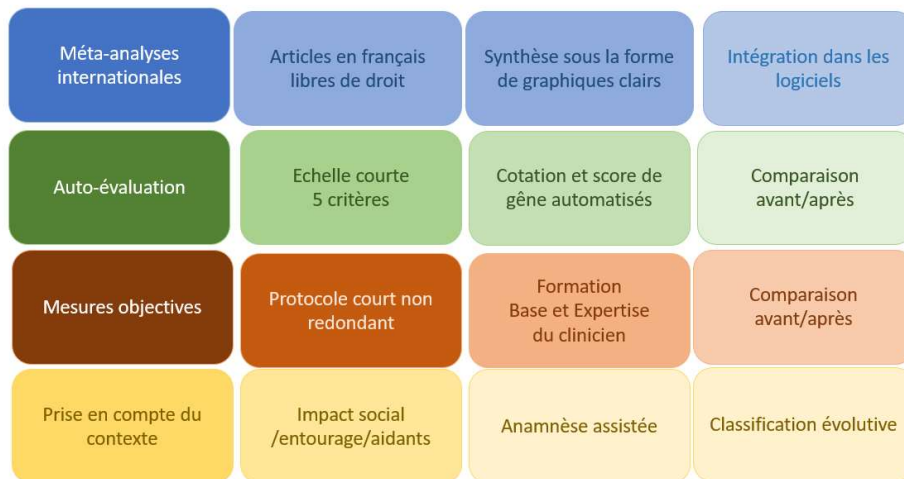 Méta-analyses
internationales
Articles en français
libres de droit
Synthèse sous la forme
de graphiques clairs
Intégration dans les
logiciels
Auto-évaluation
Echelle courte
5 critères
Cotation et score de
gêne automatisés
Comparaison
avant/après
Mesures objectives
Protocole court non
redondant
Formation
Base et Expertise
du clinicien
Comparaison
avant/après
Prise en compte du
contexte
Impact social
/entourage/aidants
Anamnèse assistée
Classification évolutive